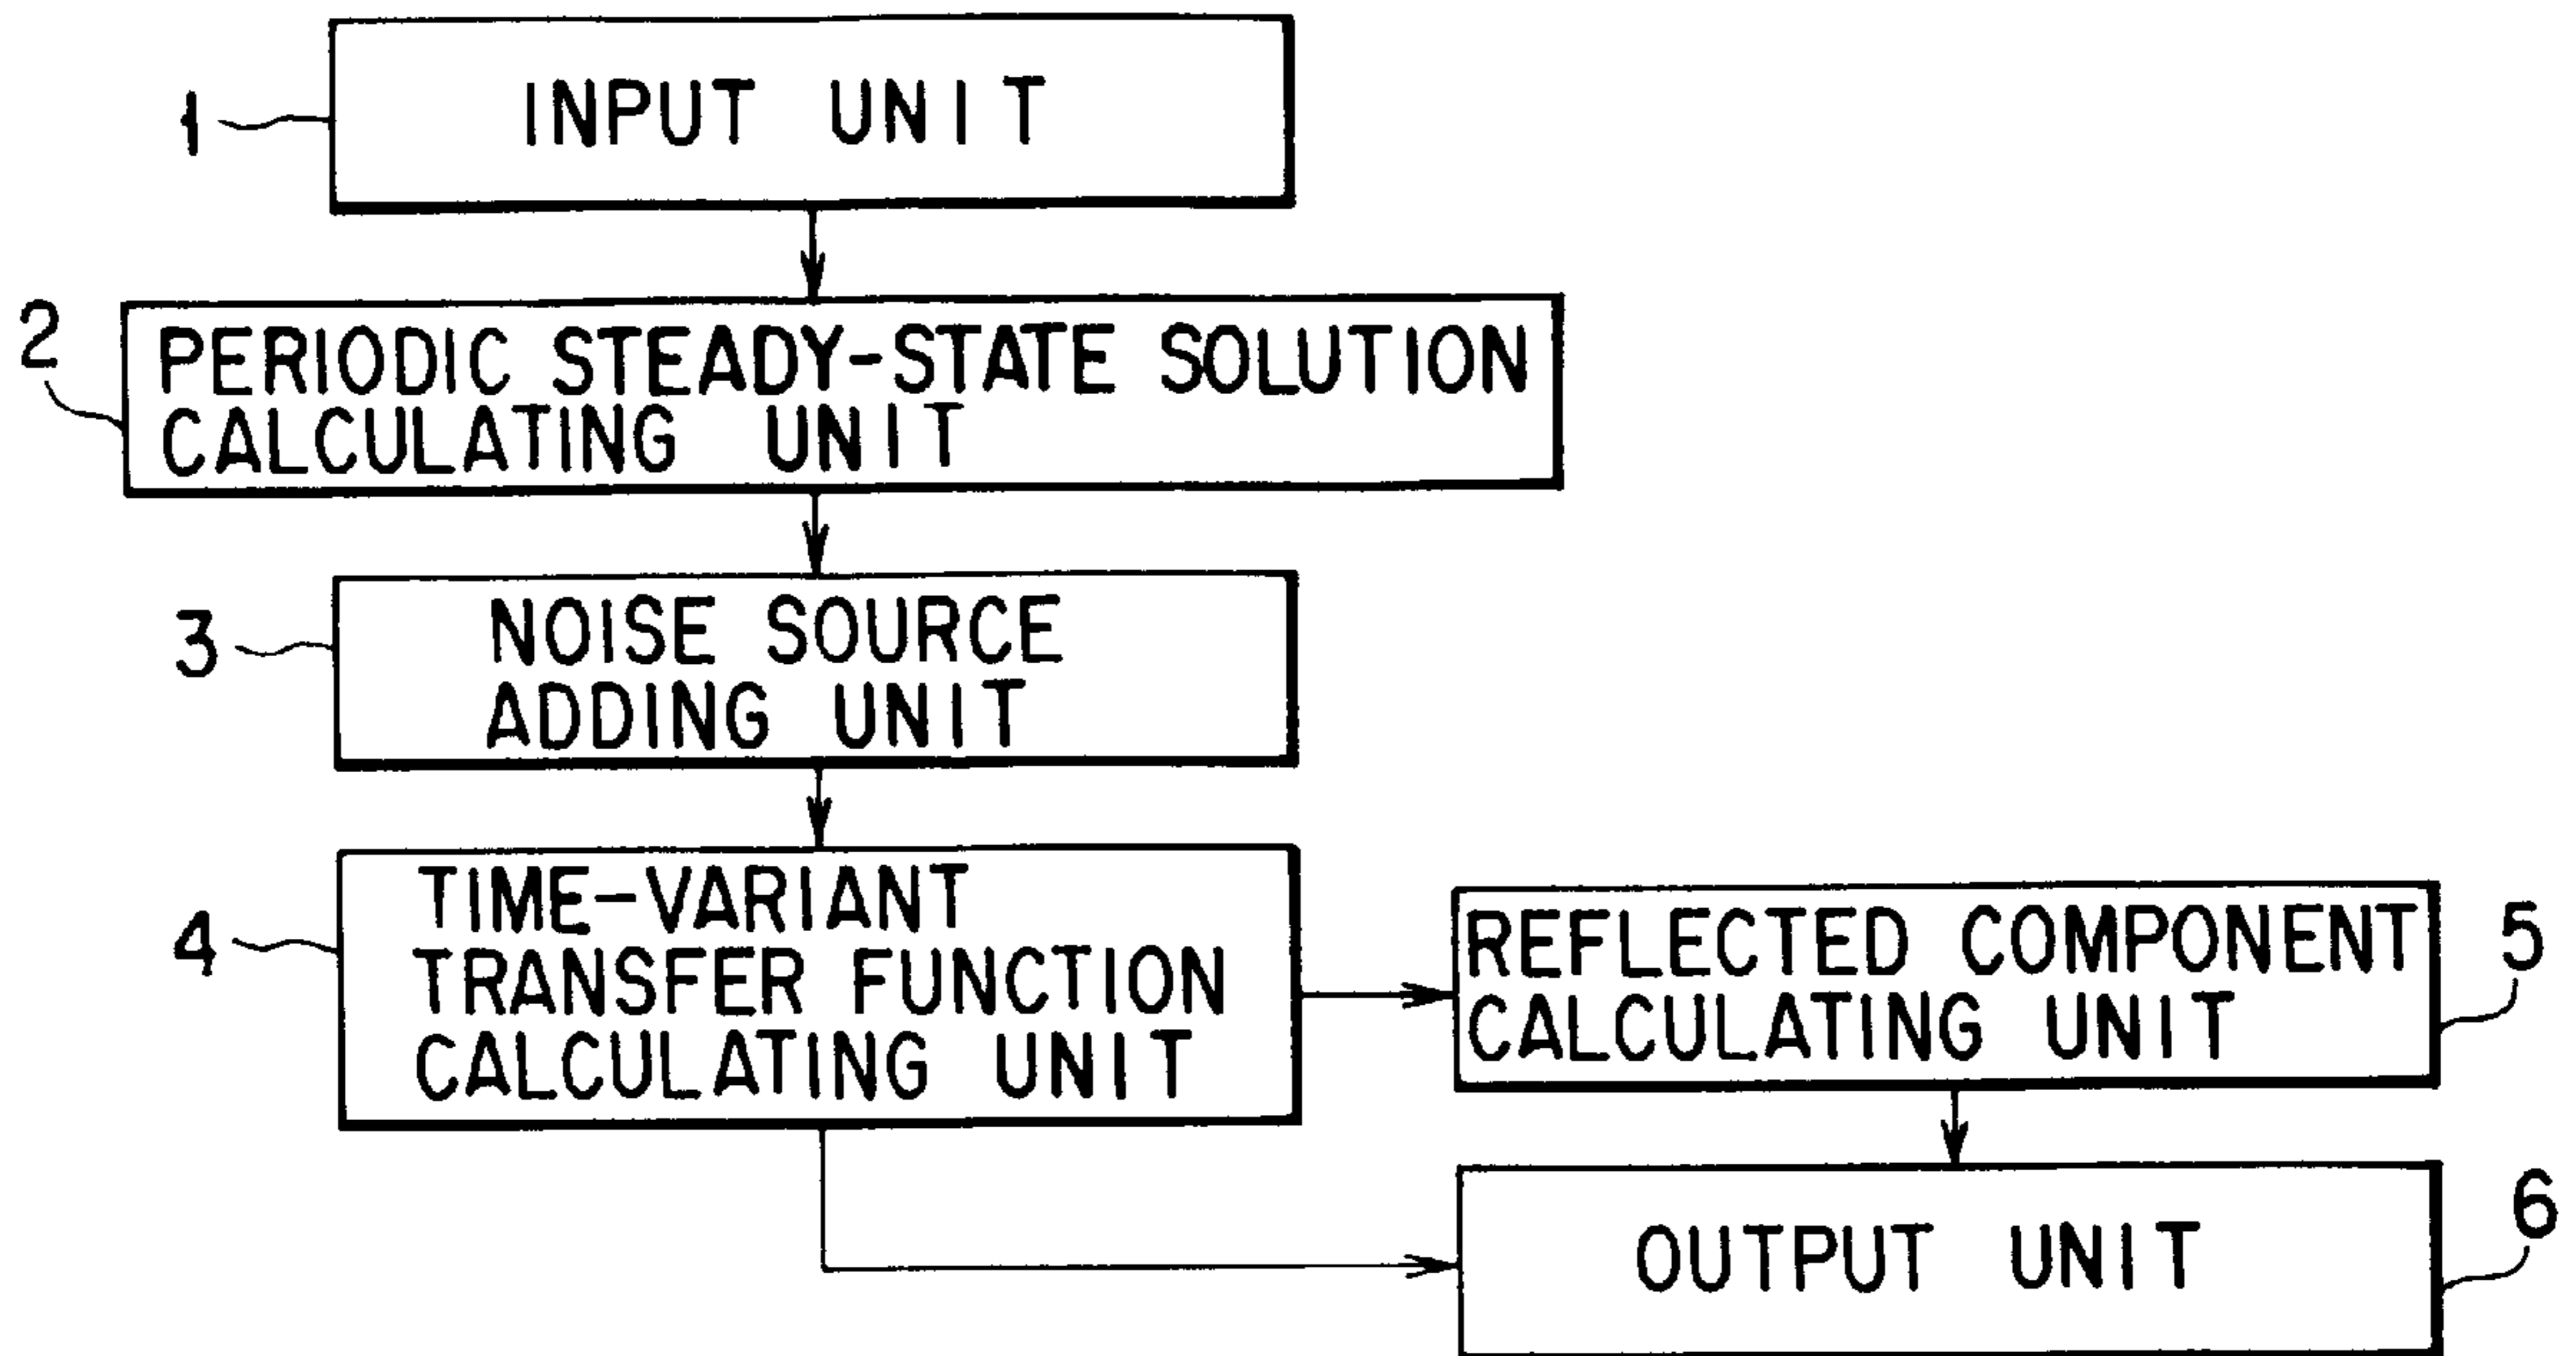 1
INPUT UNIT
2
PERIODIC STEADY-STATE SOLUTION
CALCULATING UNIT
3
NOISE SOURCE
ADDING UNIT
4
TIME-VARIANT
TRANSFER FUNCTION
CALCULATING UNIT
REFLECTED COMPONENT
CALCULATING UNIT
5
OUTPUT UNIT
6